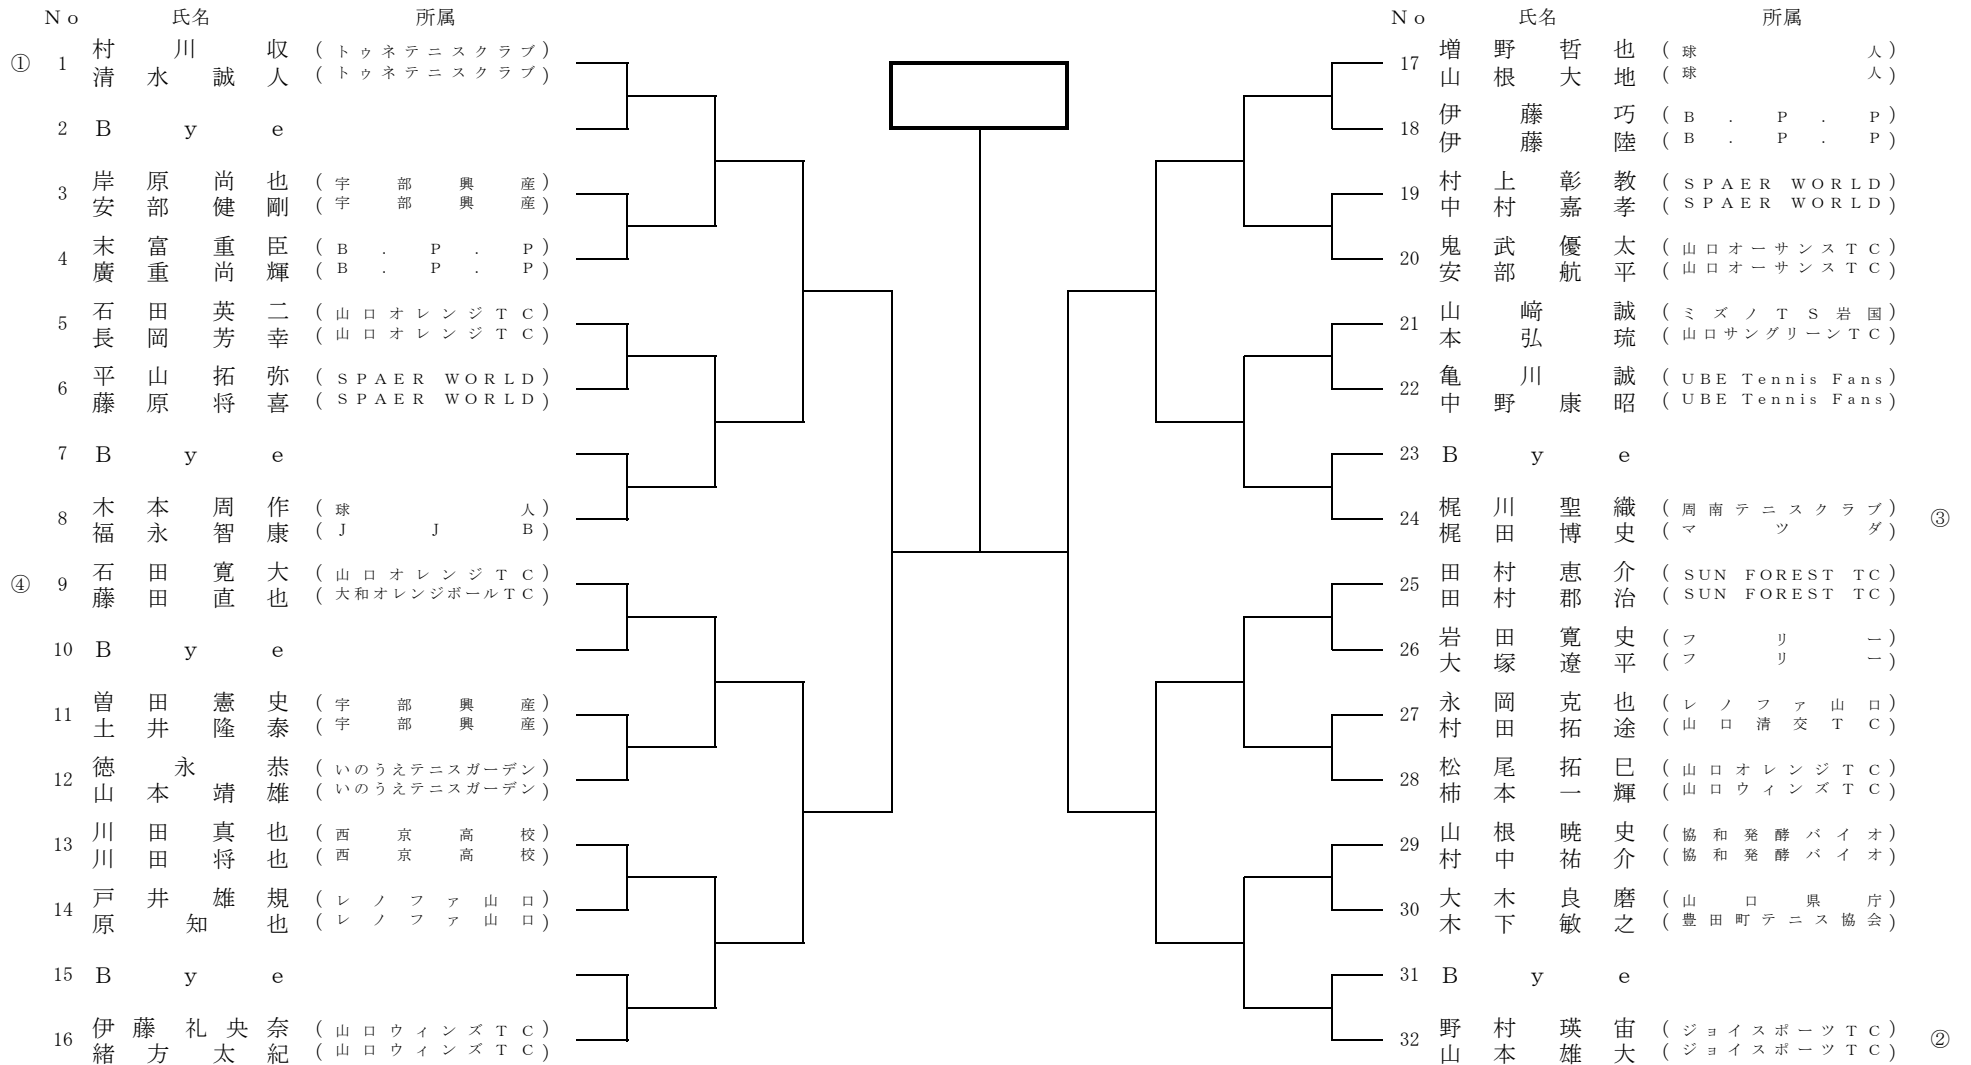 No 氏名 所属
① 1 村川 収 (トゥネテニスクラブ)
清水誠人 (トゥネテニスクラブ)
2 Bye
3 岸原尚也 (宇部興産)
安部健剛 (宇部興産)
4 末富重臣 (B.P.P)
廣重尚輝 (B.P.P)
5 石田英二 (山口オレンジTC)
長岡芳幸 (山口オレンジTC)
6 平山拓弥 (SPAER WORLD)
藤原将喜 (SPAER WORLD)
7 Bye
8 木本周作 (球人)
福永智康 (JJB)
④ 9 石田寛大 (山口オレンジTC)
藤田直也 (大和オレンジボールTC)
10 Bye
11 曽田憲史 (宇部興産)
土井隆泰 (宇部興産)
12 徳永恭 (いのうえテニスガーデン)
山本靖雄 (いのうえテニスガーデン)
13 川田真也 (西京高校)
川田将也 (西京高校)
14 戸井雄規 (レノファ山口)
原知也 (レノファ山口)
15 Bye
16 伊藤礼央奈 (山口ウィンズTC)
緒方太紀 (山口ウィンズTC)
No 氏名 所属
17 増野哲也 (球人)
山根大地 (球人)
18 伊藤巧 (B.P.P)
伊藤陸 (B.P.P)
19 村上彰教 (SPAER WORLD)
中村嘉孝 (SPAER WORLD)
20 鬼武優太 (山口オーサンスTC)
安部航平 (山口オーサンスTC)
21 山﨑誠 (ミズノTS岩国)
本弘琉 (山口サングリーンTC)
22 亀川誠 (UBE Tennis Fans)
中野康昭 (UBE Tennis Fans)
23 Bye
24 梶川聖織 (周南テニスクラブ) ③
梶田博史 (マツダ)
25 田村恵介 (SUN FOREST TC)
田村郡治 (SUN FOREST TC)
26 岩田寛史 (フリー)
大塚遼平 (フリー)
27 永岡克也 (レノファ山口)
村田拓途 (山口清交TC)
28 松尾拓巳 (山口オレンジTC)
柿本一輝 (山口ウィンズTC)
29 山根暁史 (協和発酵バイオ)
村中祐介 (協和発酵バイオ)
30 大木良磨 (山口県庁)
木下敏之 (豊田町テニス協会)
31 Bye
32 野村瑛宙 (ジョイスポーツTC) ②
山本雄大 (ジョイスポーツTC)